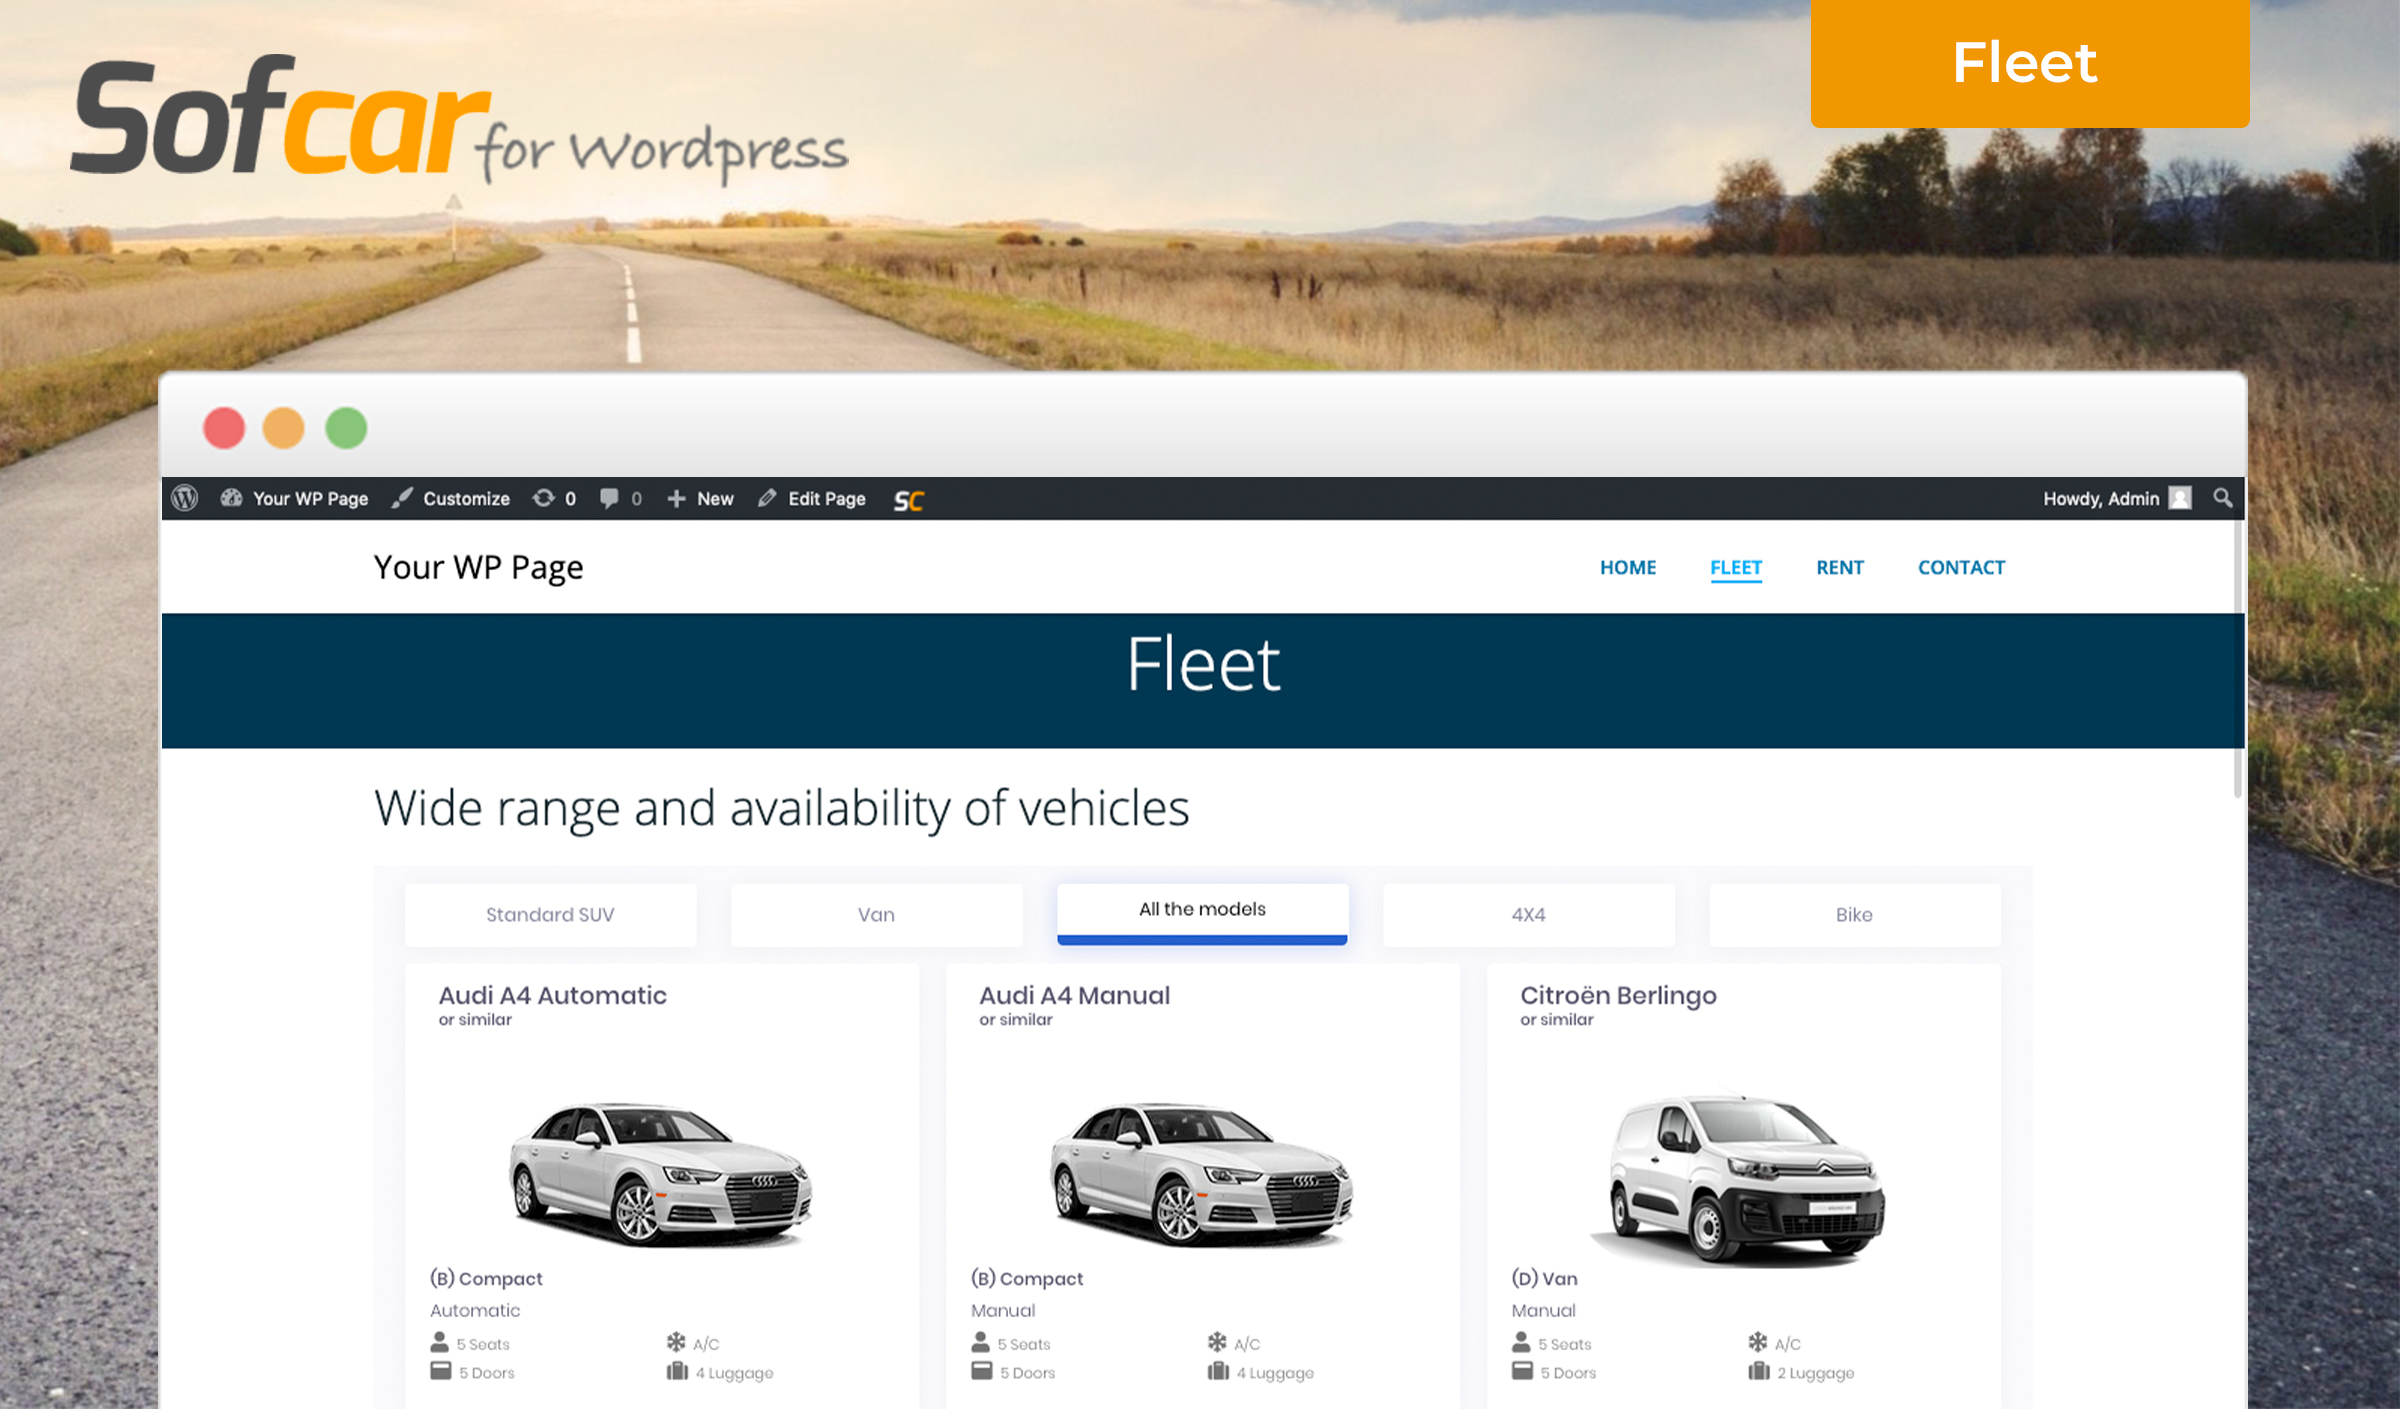 Sofcar for Wordpress
Fleet
Your WP Page Customize 0 0 New Edit Page SC Howdy, Admin
Your WP Page HOME FLEET RENT CONTACT
Fleet
Wide range and availability of vehicles
Standard SUV Van All the models 4X4 Bike
Audi A4 Automatic
or similar
(B) Compact
Automatic
5 Seats A/C
5 Doors 4 Luggage
Audi A4 Manual
or similar
(B) Compact
Manual
5 Seats A/C
5 Doors 4 Luggage
Citroën Berlingo
or similar
(D) Van
Manual
5 Seats A/C
5 Doors 2 Luggage